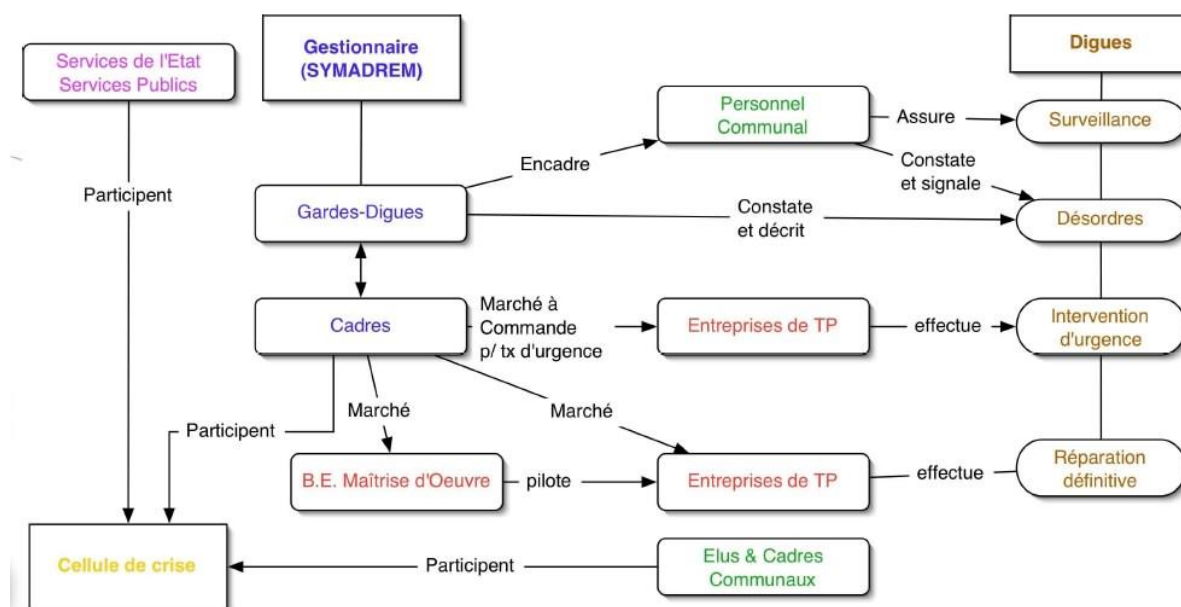 Services de l'Etat
Services Publics
Gestionnaire
(SYMADREM)
Digues
Personnel
Communal
Assure
Surveillance
Encadre
Constate
et signale
Participent
Gardes-Digues
Constate
et décrit
Désordres
Cadres
Marché à
Commande
p/ tx d'urgence
Entreprises de TP
effectue
Intervention
d'urgence
Participent
Marché
Marché
B.E. Maîtrise d'Oeuvre
pilote
Entreprises de TP
effectue
Réparation
définitive
Cellule de crise
Participent
Elus & Cadres
Communaux